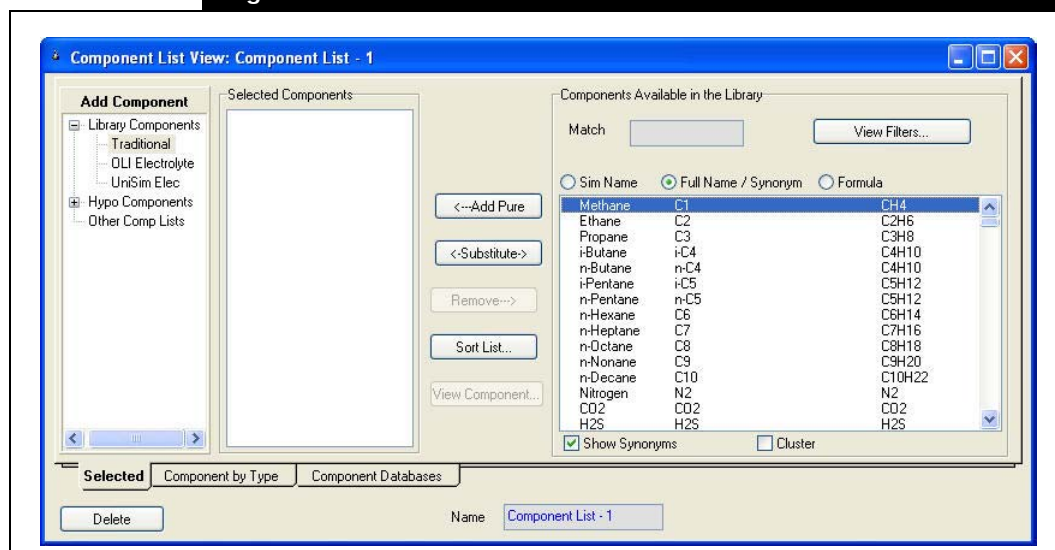 Component List View: Component List - 1
Add Component
Library Components
Traditional
OLI Electrolyte
UniSim Elec
Hypo Components
Other Comp Lists
Selected Components
<---Add Pure
<-Substitute->
Remove--->
Sort List...
View Component...
Components Available in the Library
Match
View Filters...
Sim Name Full Name / Synonym Formula
Methane C1 CH4
Ethane C2 C2H6
Propane C3 C3H8
i-Butane i-C4 C4H10
n-Butane n-C4 C4H10
i-Pentane i-C5 C5H12
n-Pentane n-C5 C5H12
n-Hexane C6 C6H14
n-Heptane C7 C7H16
n-Octane C8 C8H18
n-Nonane C9 C9H20
n-Decane C10 C10H22
Nitrogen N2 N2
CO2 CO2 CO2
H2S H2S H2S
Show Synonyms Cluster
Selected Component by Type Component Databases
Delete
Name Component List - 1